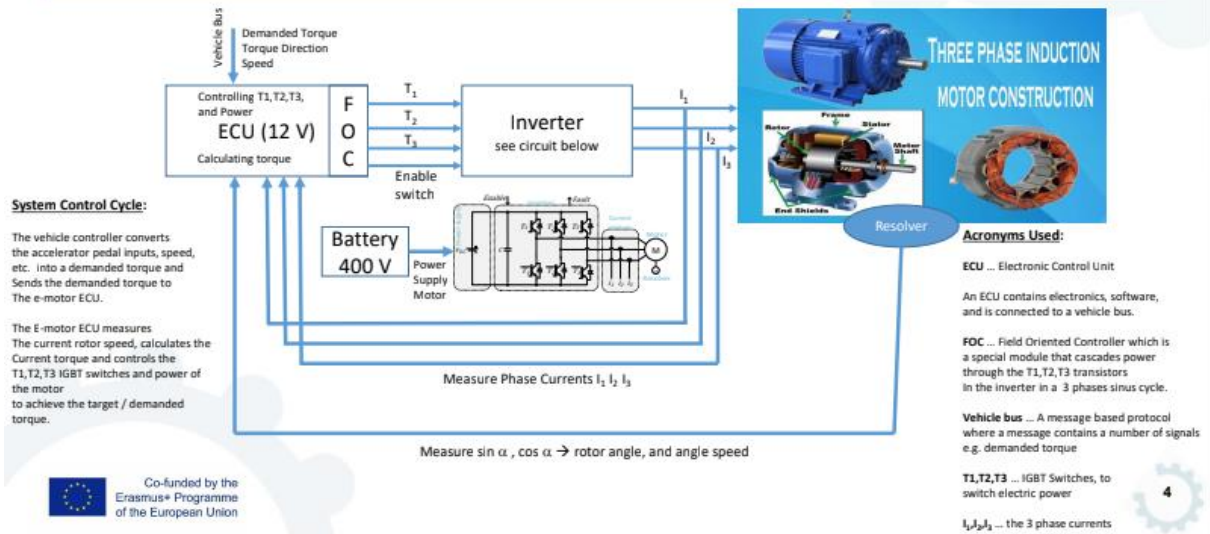 Vehicle Bus
Demanded Torque
Torque Direction
Speed
Controlling T1,T2,T3,
and Power
ECU (12 V)
Calculating torque
F
O
C
T1
T2
T3
Enable
switch
Inverter
see circuit below
I1
I2
I3
THREE PHASE INDUCTION
MOTOR CONSTRUCTION
Frame
Rotor
Stator
Motor
Shaft
End Shields
Resolver
Battery
400 V
Power
Supply
Motor
Enable
Fault
M
Measure Phase Currents I1 I2 I3
Measure sin α , cos α → rotor angle, and angle speed
System Control Cycle:
The vehicle controller converts
the accelerator pedal inputs, speed,
etc. into a demanded torque and
Sends the demanded torque to
The e-motor ECU.
The E-motor ECU measures
The current rotor speed, calculates the
Current torque and controls the
T1,T2,T3 IGBT switches and power of
the motor
to achieve the target / demanded
torque.
Acronyms Used:
ECU ... Electronic Control Unit
An ECU contains electronics, software,
and is connected to a vehicle bus.
FOC ... Field Oriented Controller which is
a special module that cascades power
through the T1,T2,T3 transistors
In the inverter in a 3 phases sinus cycle.
Vehicle bus ... A message based protocol
where a message contains a number of signals
e.g. demanded torque
T1,T2,T3 ... IGBT Switches, to
switch electric power
I1,I2,I3 ... the 3 phase currents
Co-funded by the
Erasmus+ Programme
of the European Union
4